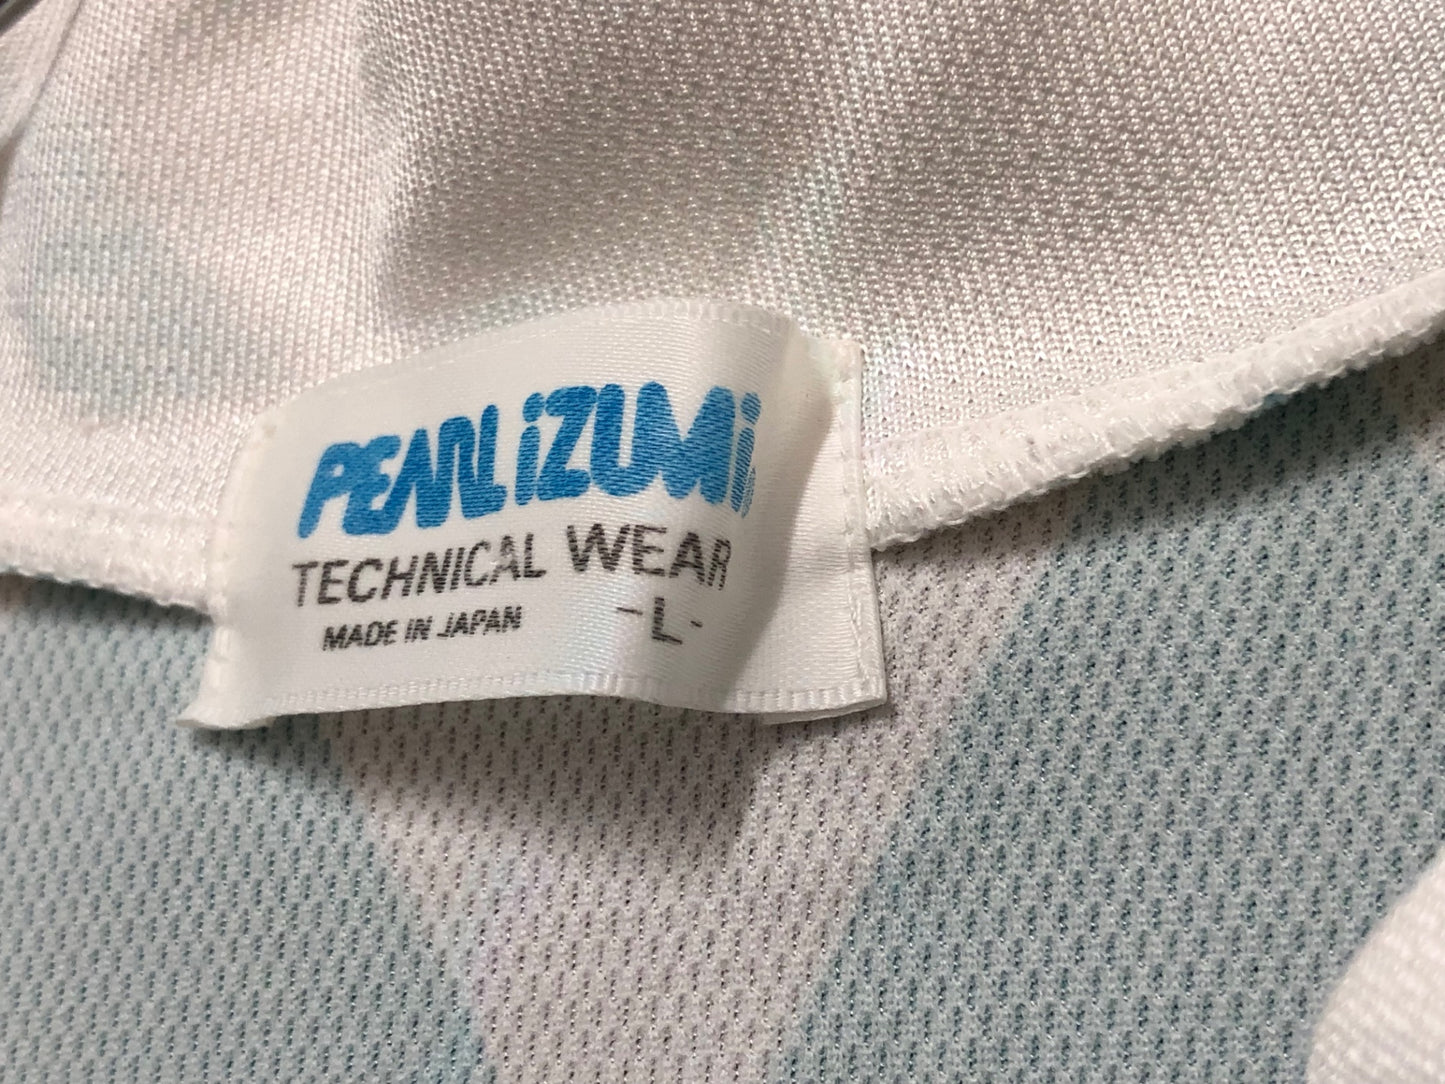 PEARL iZUMi
TECHNICAL WEAR
MADE IN JAPAN -L-